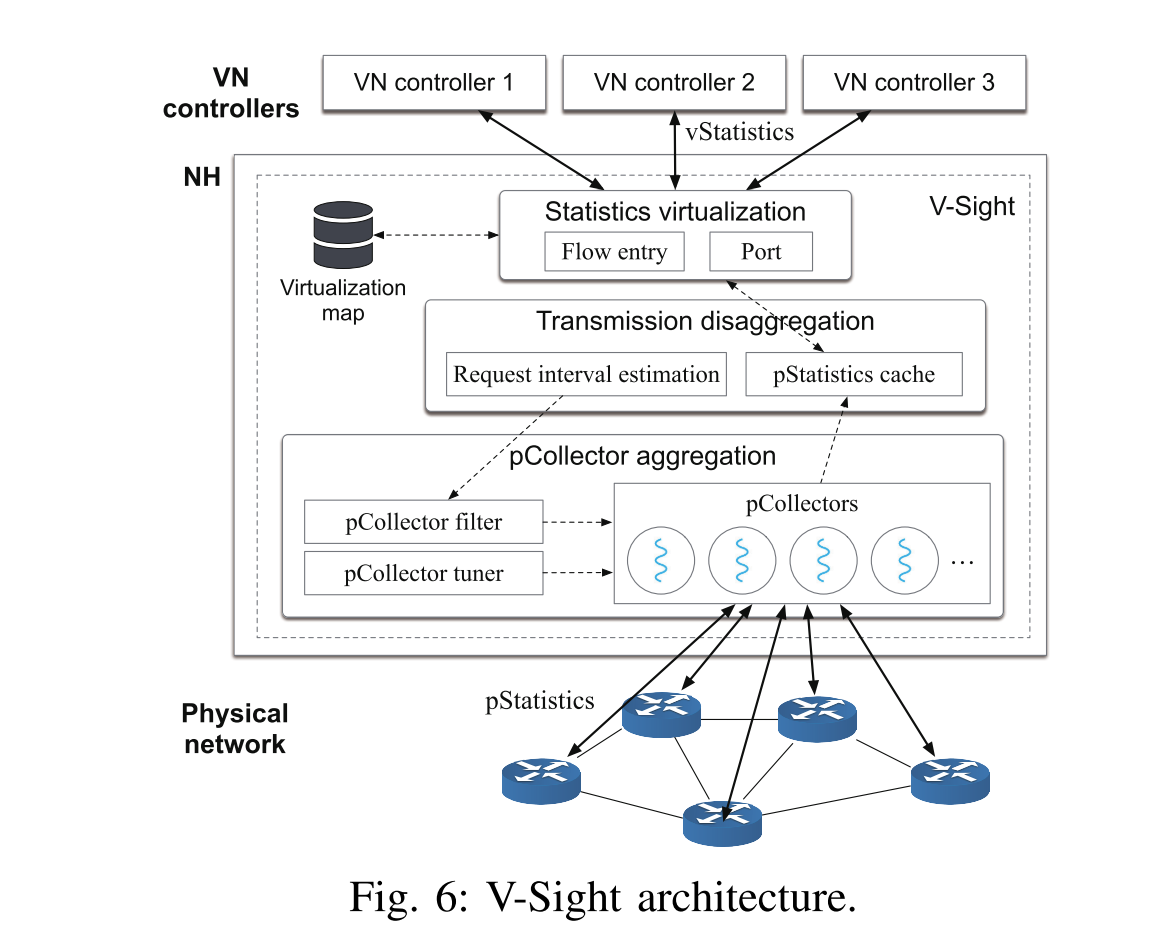 VN
controllers
VN controller 1
VN controller 2
VN controller 3
vStatistics
NH
V-Sight
Statistics virtualization
Flow entry
Port
Virtualization
map
Transmission disaggregation
Request interval estimation
pStatistics cache
pCollector aggregation
pCollectors
pCollector filter
pCollector tuner
...
pStatistics
Physical
network
Fig. 6: V-Sight architecture.